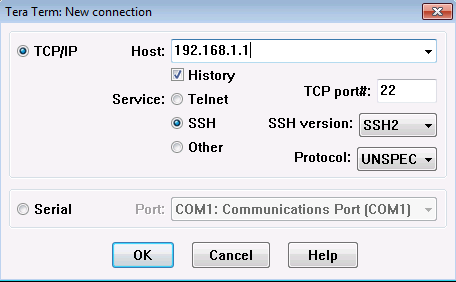 Tera Term: New connection
TCP/IP Host: 192.168.1.1
History
Service: Telnet TCP port#: 22
SSH SSH version: SSH2
Other Protocol: UNSPEC
Serial Port: COM1: Communications Port (COM1)
OK Cancel Help